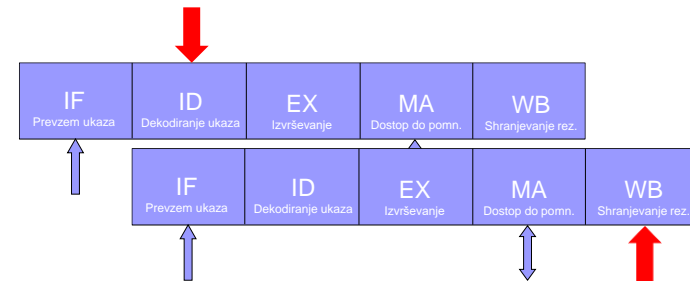 IF ID EX MA WB
Prevzem ukaza Dekodiranje ukaza Izvrševanje Dostop do pomn. Shranjevanje rez.
IF ID EX MA WB
Prevzem ukaza Dekodiranje ukaza Izvrševanje Dostop do pomn. Shranjevanje rez.